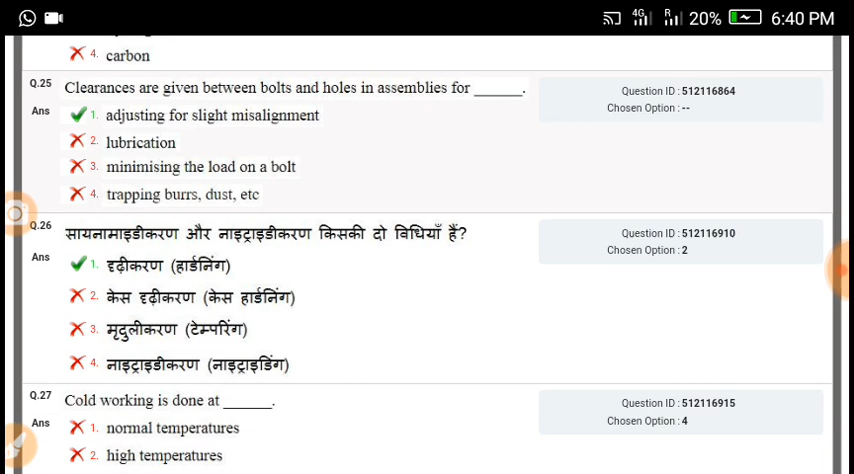 4G R 20% 6:40 PM
4. carbon
Q.25 Clearances are given between bolts and holes in assemblies for ______.
Question ID : 512116864
Chosen Option : --
Ans 1. adjusting for slight misalignment
2. lubrication
3. minimising the load on a bolt
4. trapping burrs, dust, etc
Q.26 सायनामाइडीकरण और नाइट्राइडीकरण किसकी दो विधियाँ हैं?
Question ID : 512116910
Chosen Option : 2
Ans 1. दृढ़ीकरण (हार्डनिंग)
2. केस दृढ़ीकरण (केस हार्डनिंग)
3. मृदुलीकरण (टेम्परिंग)
4. नाइट्राइडीकरण (नाइट्राइडिंग)
Q.27 Cold working is done at ______.
Question ID : 512116915
Chosen Option : 4
Ans 1. normal temperatures
2. high temperatures